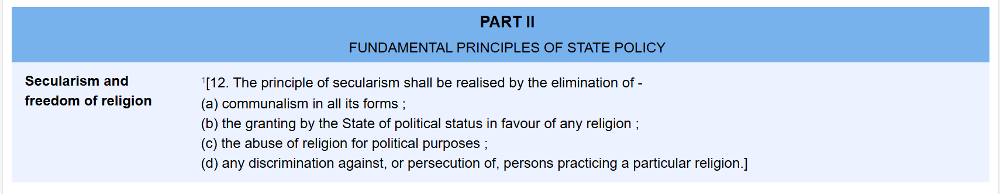 PART II
FUNDAMENTAL PRINCIPLES OF STATE POLICY
Secularism and
freedom of religion
1[12. The principle of secularism shall be realised by the elimination of -
(a) communalism in all its forms ;
(b) the granting by the State of political status in favour of any religion ;
(c) the abuse of religion for political purposes ;
(d) any discrimination against, or persecution of, persons practicing a particular religion.]